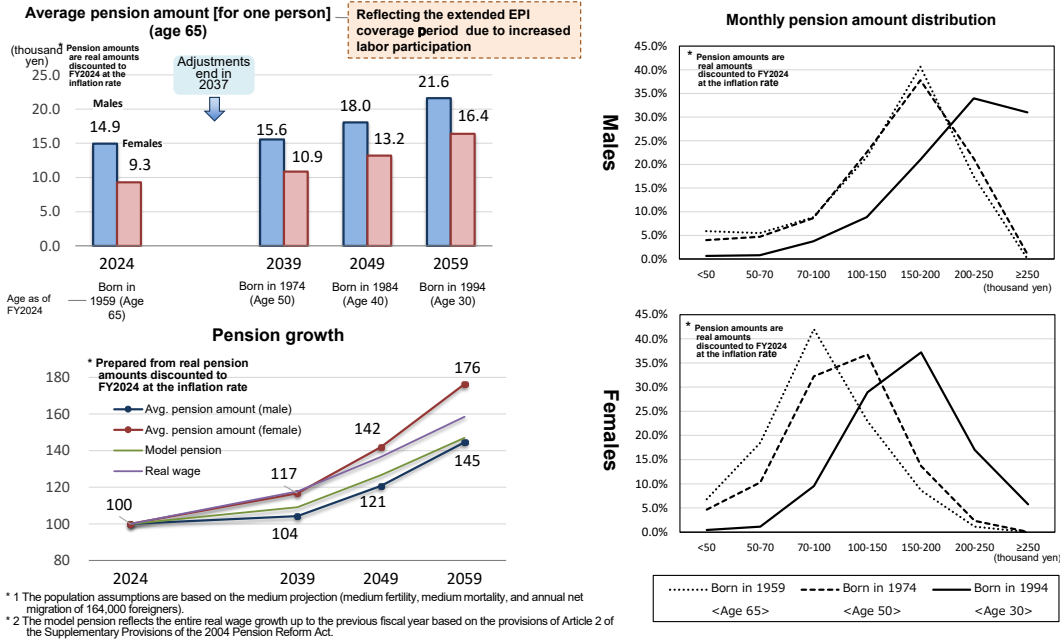 Average pension amount [for one person]
(age 65)
Reflecting the extended EPI
coverage period due to increased
labor participation
(thousand
yen)
* Pension amounts
are real amounts
discounted to
FY2024 at the
inflation rate
Adjustments
end in
2037
25.0
20.0
15.0
10.0
5.0
0.0
Males
Females
14.9
9.3
15.6
10.9
18.0
13.2
21.6
16.4
2024
2039
2049
2059
Age as of
FY2024
Born in
1959 (Age
65)
Born in 1974
(Age 50)
Born in 1984
(Age 40)
Born in 1994
(Age 30)
Pension growth
* Prepared from real pension
amounts discounted to
FY2024 at the inflation rate
Avg. pension amount (male)
Avg. pension amount (female)
Model pension
Real wage
180
160
140
120
100
80
100
117
104
142
121
176
145
2024
2039
2049
2059
* 1 The population assumptions are based on the medium projection (medium fertility, medium mortality, and annual net
migration of 164,000 foreigners).
* 2 The model pension reflects the entire real wage growth up to the previous fiscal year based on the provisions of Article 2 of
the Supplementary Provisions of the 2004 Pension Reform Act.
Monthly pension amount distribution
Males
45.0%
40.0%
35.0%
30.0%
25.0%
20.0%
15.0%
10.0%
5.0%
0.0%
* Pension amounts are
real amounts
discounted to FY2024
at the inflation rate
<50
50-70
70-100
100-150
150-200
200-250
≥250
(thousand yen)
Females
45.0%
40.0%
35.0%
30.0%
25.0%
20.0%
15.0%
10.0%
5.0%
0.0%
* Pension amounts are
real amounts
discounted to FY2024
at the inflation rate
<50
50-70
70-100
100-150
150-200
200-250
≥250
(thousand yen)
Born in 1959
Born in 1974
Born in 1994
<Age 65>
<Age 50>
<Age 30>